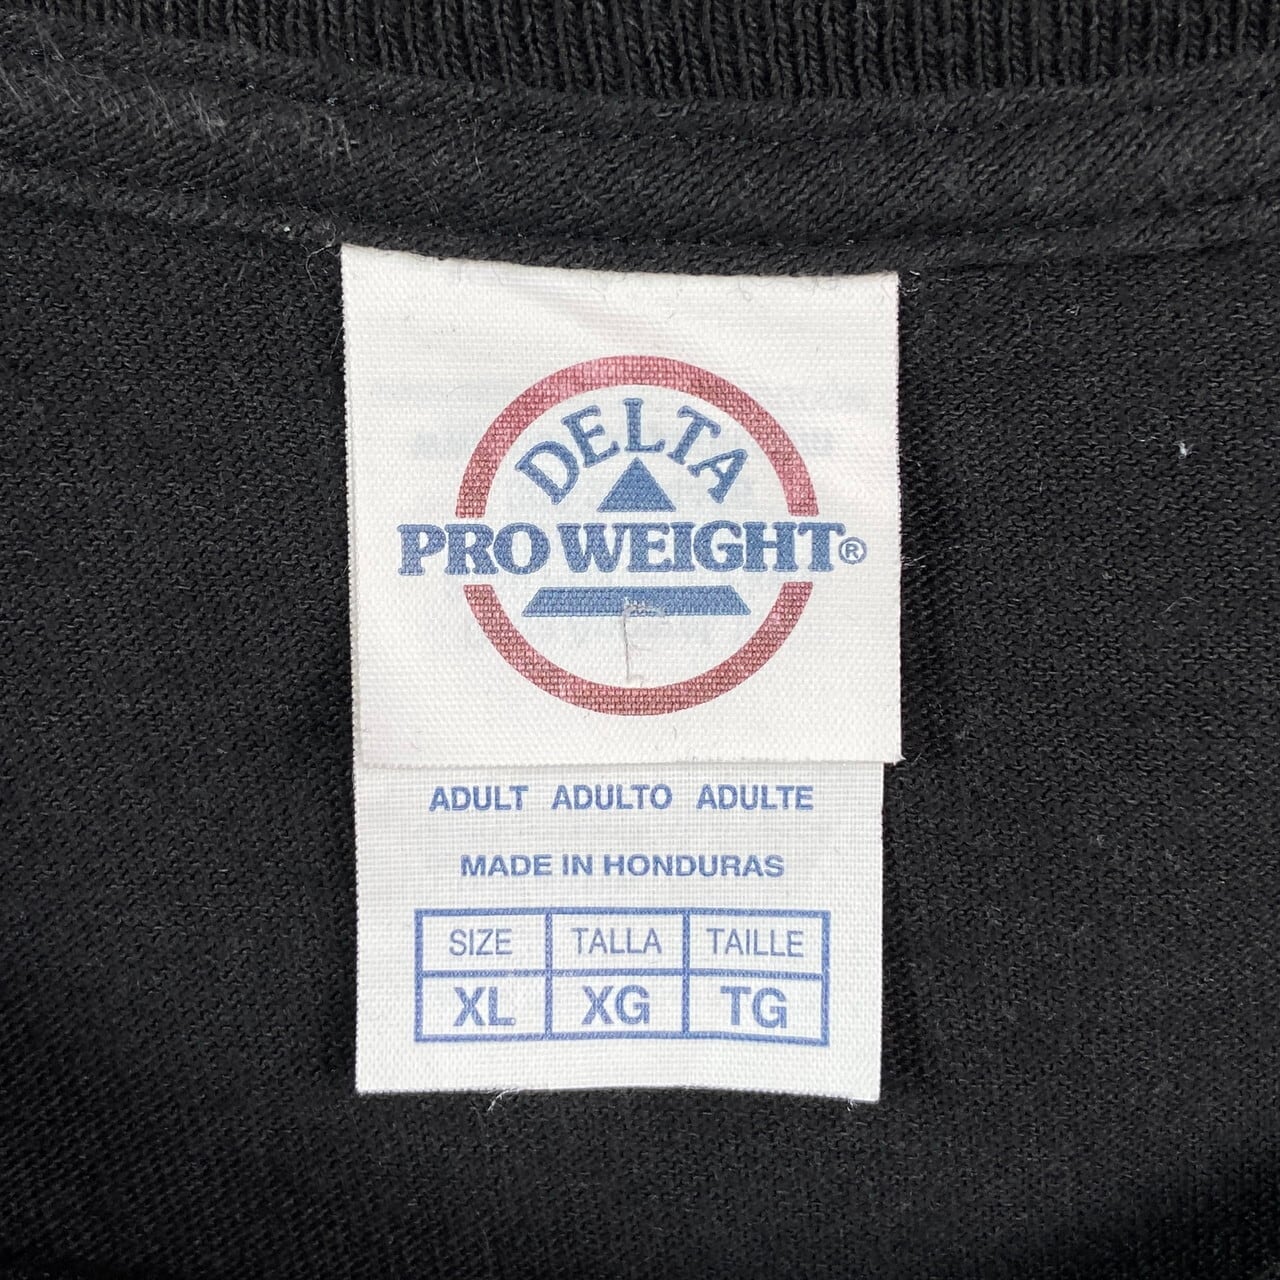 DELTA
PRO WEIGHT®
ADULT ADULTO ADULTE
MADE IN HONDURAS
SIZE TALLA TAILLE
XL XG TG